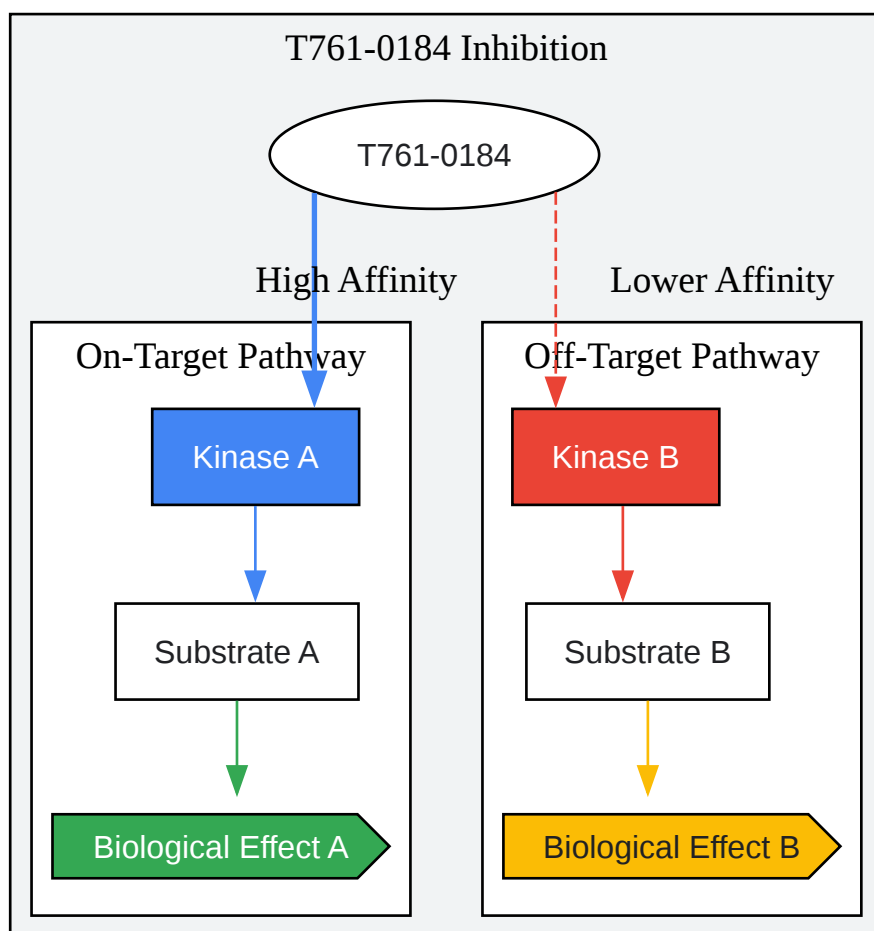 T761-0184 Inhibition
T761-0184
High Affinity
Lower Affinity
On-Target Pathway
Off-Target Pathway
Kinase A
Kinase B
Substrate A
Substrate B
Biological Effect A
Biological Effect B